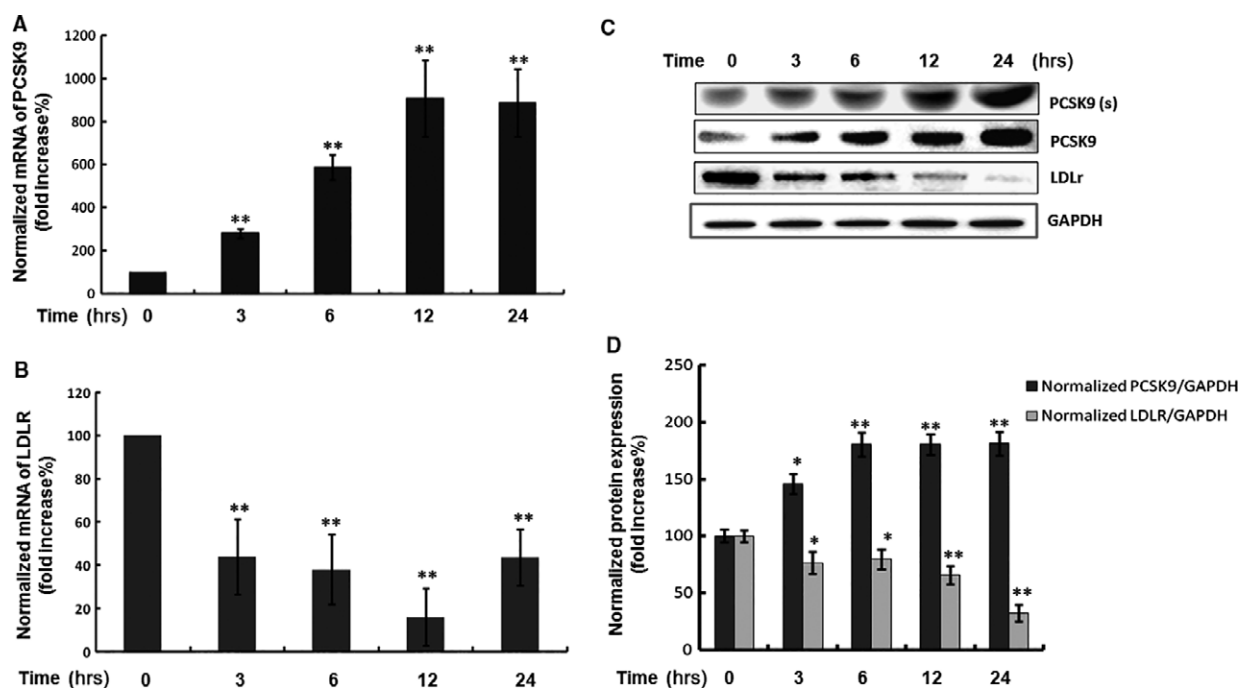 A
Normalized mRNA of PCSK9
(fold increase%)
1200
1000
800
600
400
200
0
**
**
**
**
Time (hrs) 0 3 6 12 24
B
Normalized mRNA of LDLR
(fold Increase%)
120
100
80
60
40
20
0
**
**
**
**
Time (hrs) 0 3 6 12 24
C
Time 0 3 6 12 24 (hrs)
PCSK9 (s)
PCSK9
LDLr
GAPDH
D
Normalized protein expression
(fold Increase%)
250
200
150
100
50
0
Normalized PCSK9/GAPDH
Normalized LDLR/GAPDH
*
*
**
*
**
**
**
**
Time (hrs) 0 3 6 12 24